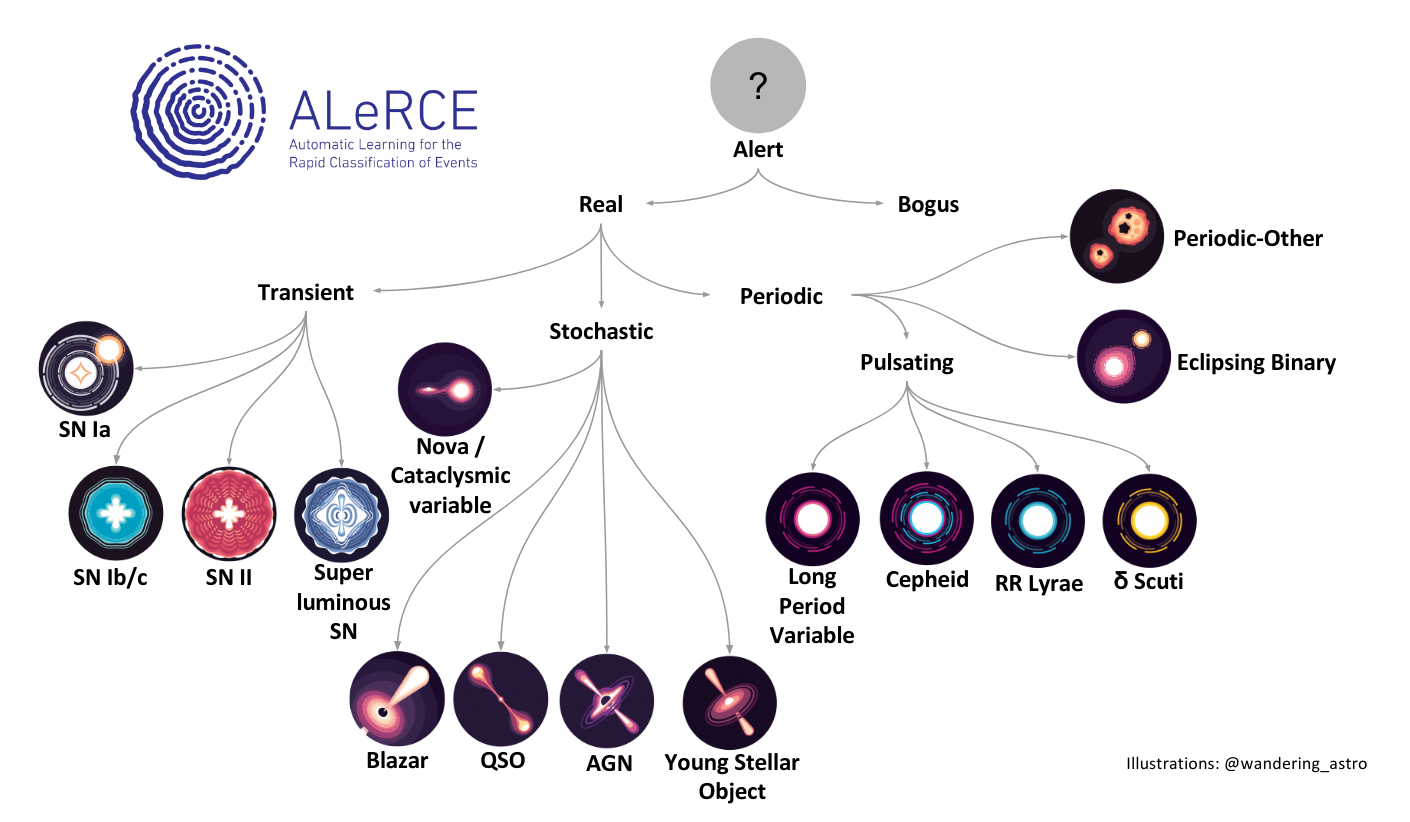 ?
Alert
ALeRCE
Automatic Learning for the
Rapid Classification of Events
Real
Bogus
Periodic-Other
Transient
Stochastic
Periodic
Eclipsing Binary
Pulsating
SN Ia
Nova /
Cataclysmic
variable
SN Ib/c
SN II
Super
luminous
SN
Long
Period
Variable
Cepheid
RR Lyrae
δ Scuti
Blazar
QSO
AGN
Young Stellar
Object
Illustrations: @wandering_astro